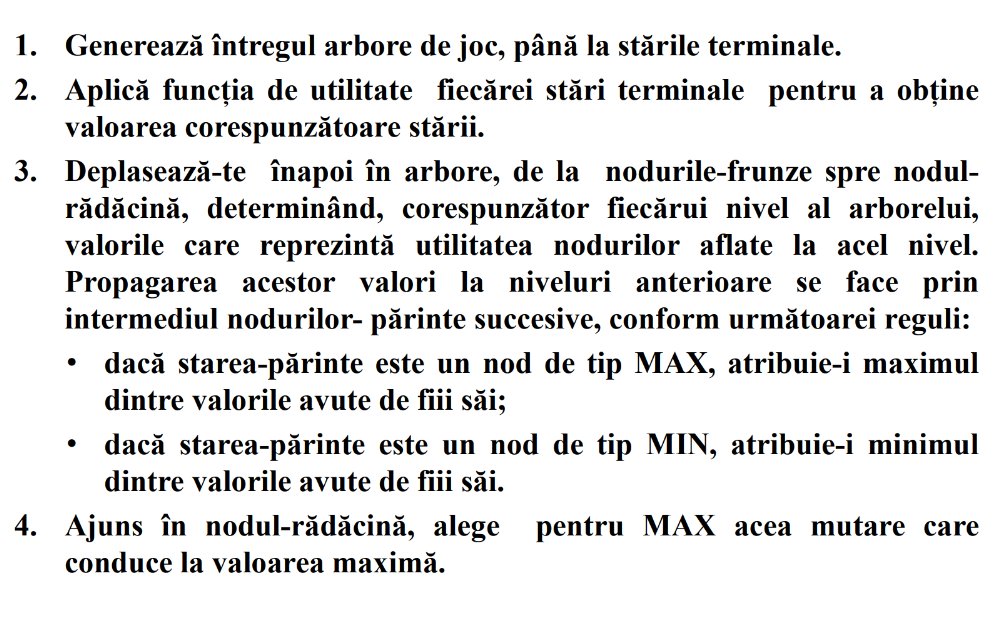 1. Generează întregul arbore de joc, până la stările terminale.
2. Aplică funcția de utilitate fiecărei stări terminale pentru a obține
valoarea corespunzătoare stării.
3. Deplasează-te înapoi în arbore, de la nodurile-frunze spre nodul-
rădăcină, determinând, corespunzător fiecărui nivel al arborelui,
valorile care reprezintă utilitatea nodurilor aflate la acel nivel.
Propagarea acestor valori la niveluri anterioare se face prin
intermediul nodurilor- părinte succesive, conform următoarei reguli:
• dacă starea-părinte este un nod de tip MAX, atribuie-i maximul
dintre valorile avute de fiii săi;
• dacă starea-părinte este un nod de tip MIN, atribuie-i minimul
dintre valorile avute de fiii săi.
4. Ajuns în nodul-rădăcină, alege pentru MAX acea mutare care
conduce la valoarea maximă.